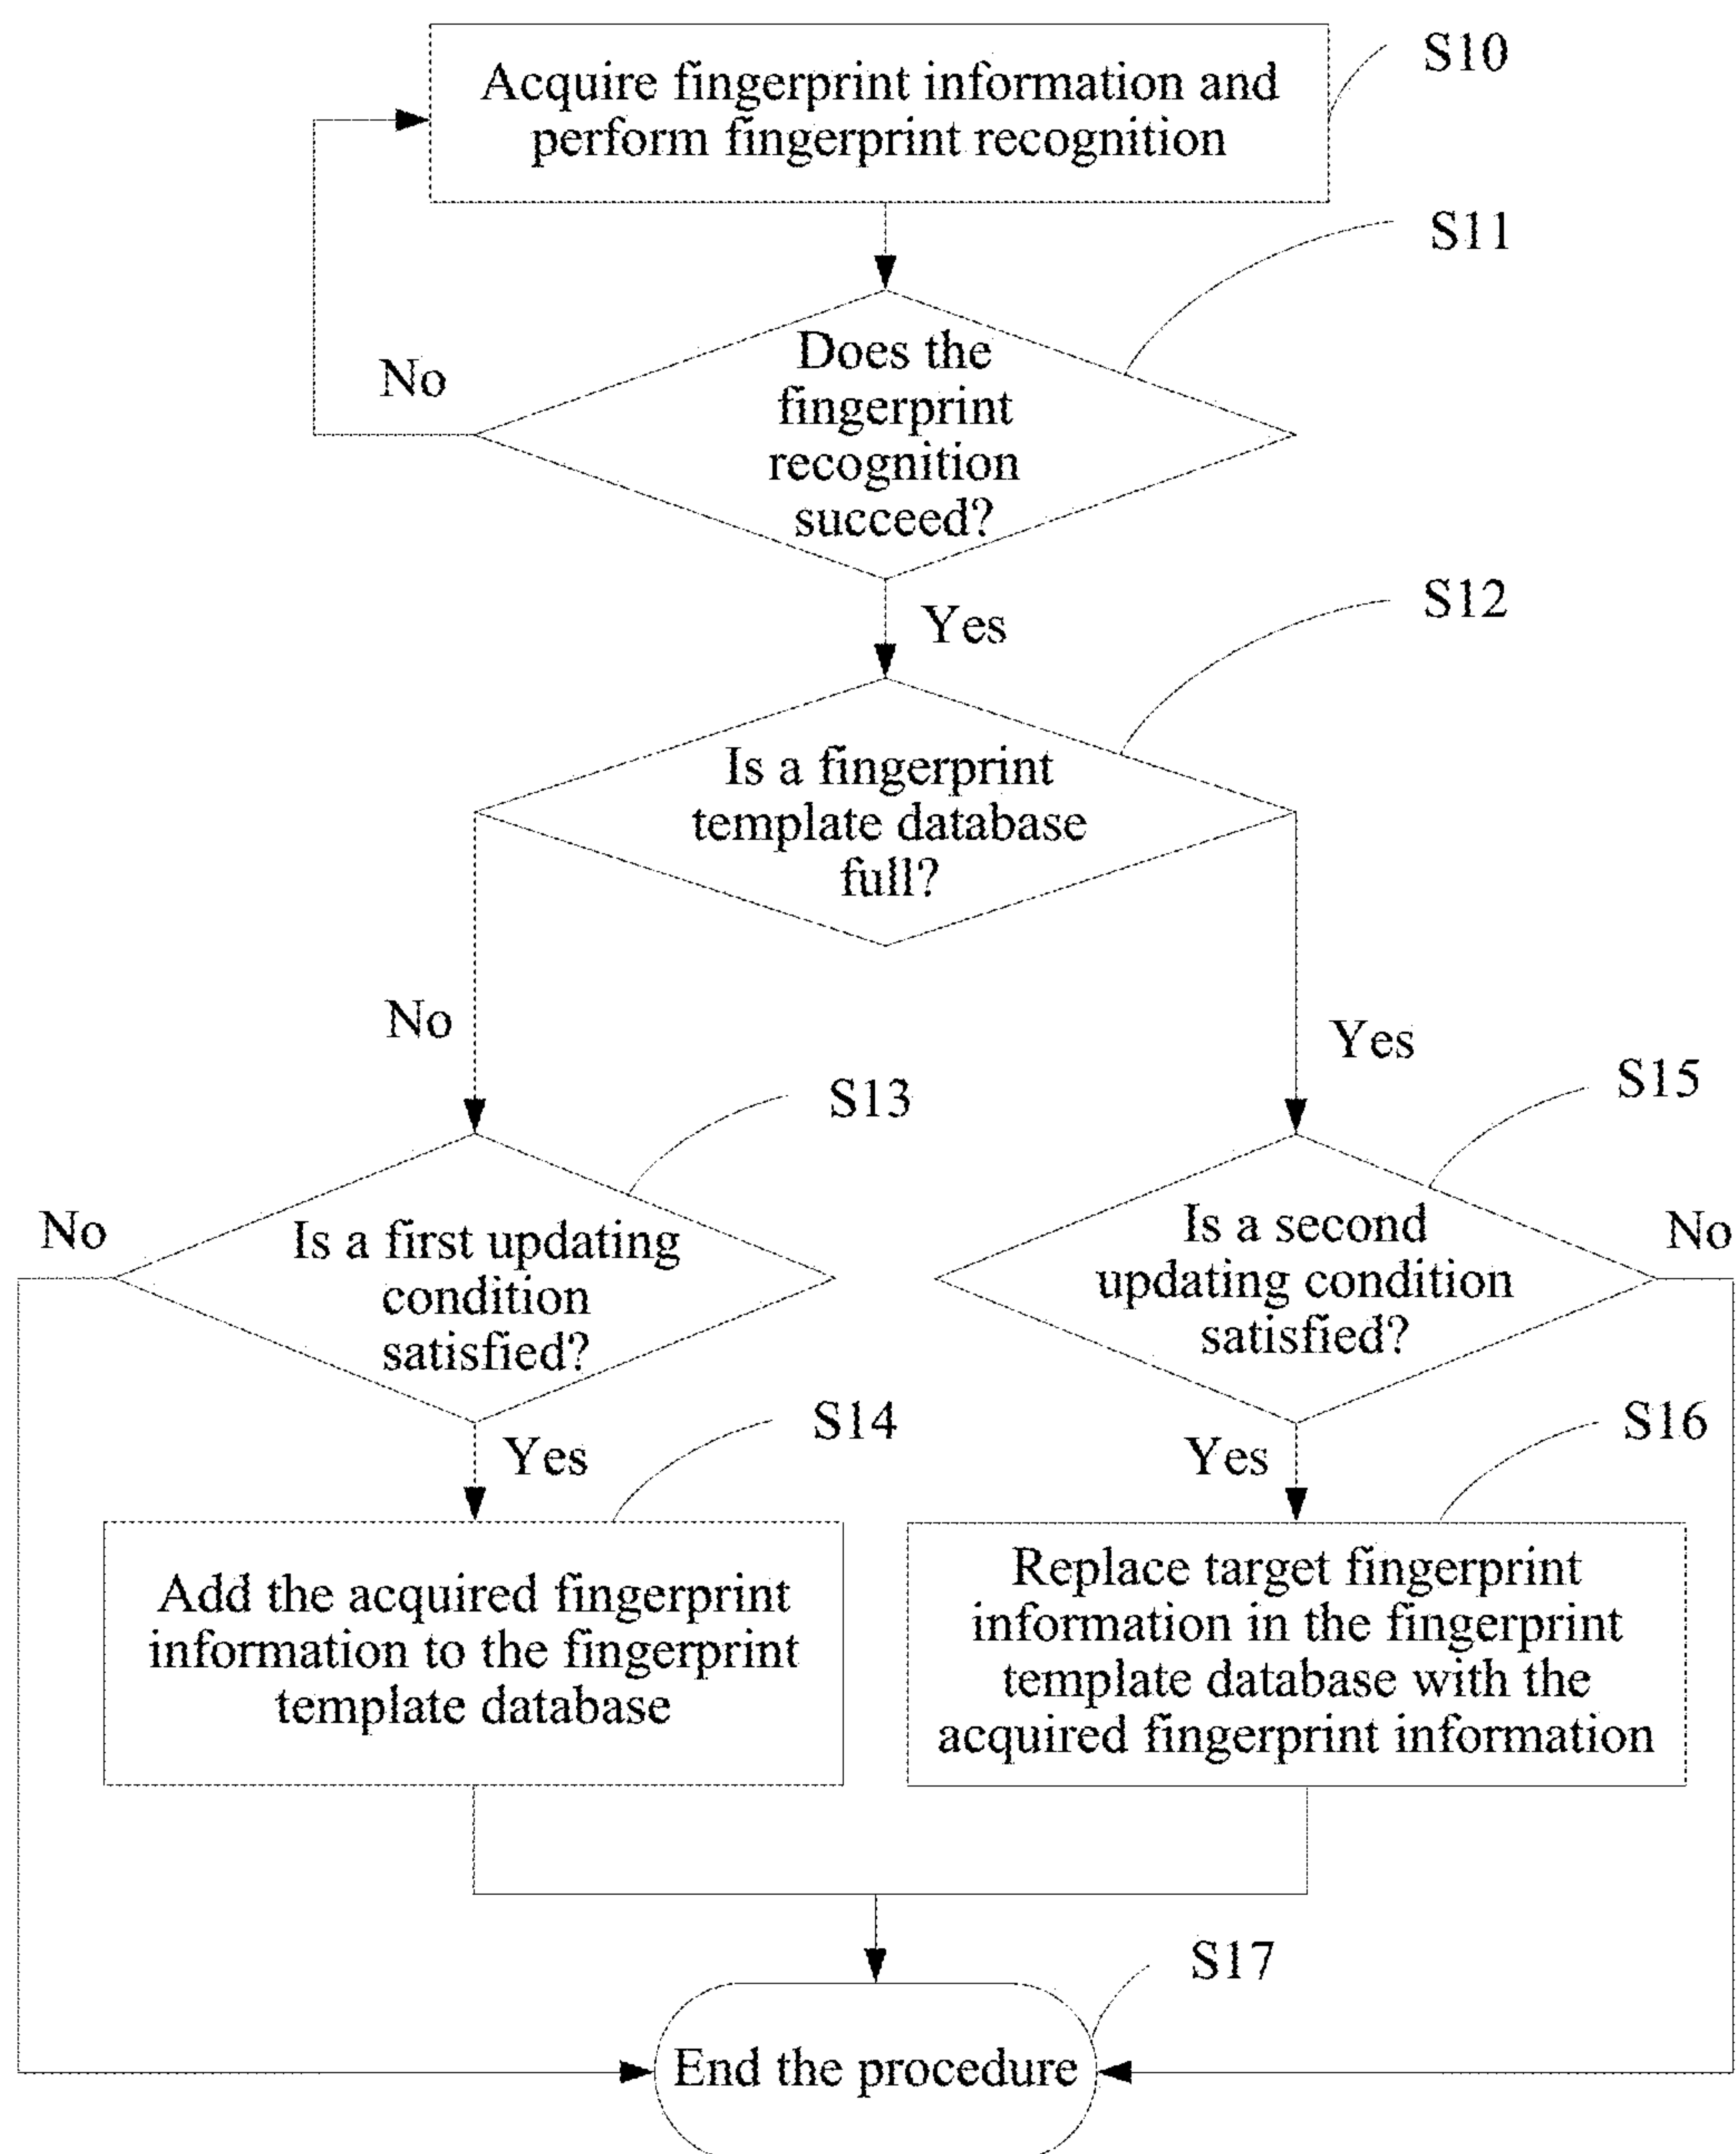 Acquire fingerprint information and
perform fingerprint recognition
S10
S11
Does the
fingerprint
recognition
succeed?
No
Yes
S12
Is a fingerprint
template database
full?
No
Yes
S13
S15
No
Is a first updating
condition
satisfied?
Is a second
updating condition
satisfied?
No
Yes
S14
Yes
S16
Add the acquired fingerprint
information to the fingerprint
template database
Replace target fingerprint
information in the fingerprint
template database with the
acquired fingerprint information
S17
End the procedure